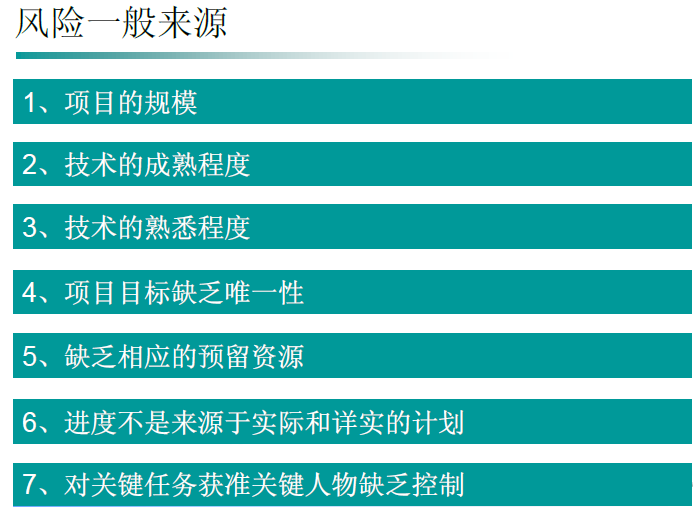 风险一般来源
1、项目的规模
2、技术的成熟程度
3、技术的熟悉程度
4、项目目标缺乏唯一性
5、缺乏相应的预留资源
6、进度不是来源于实际和详实的计划
7、对关键任务获准关键人物缺乏控制